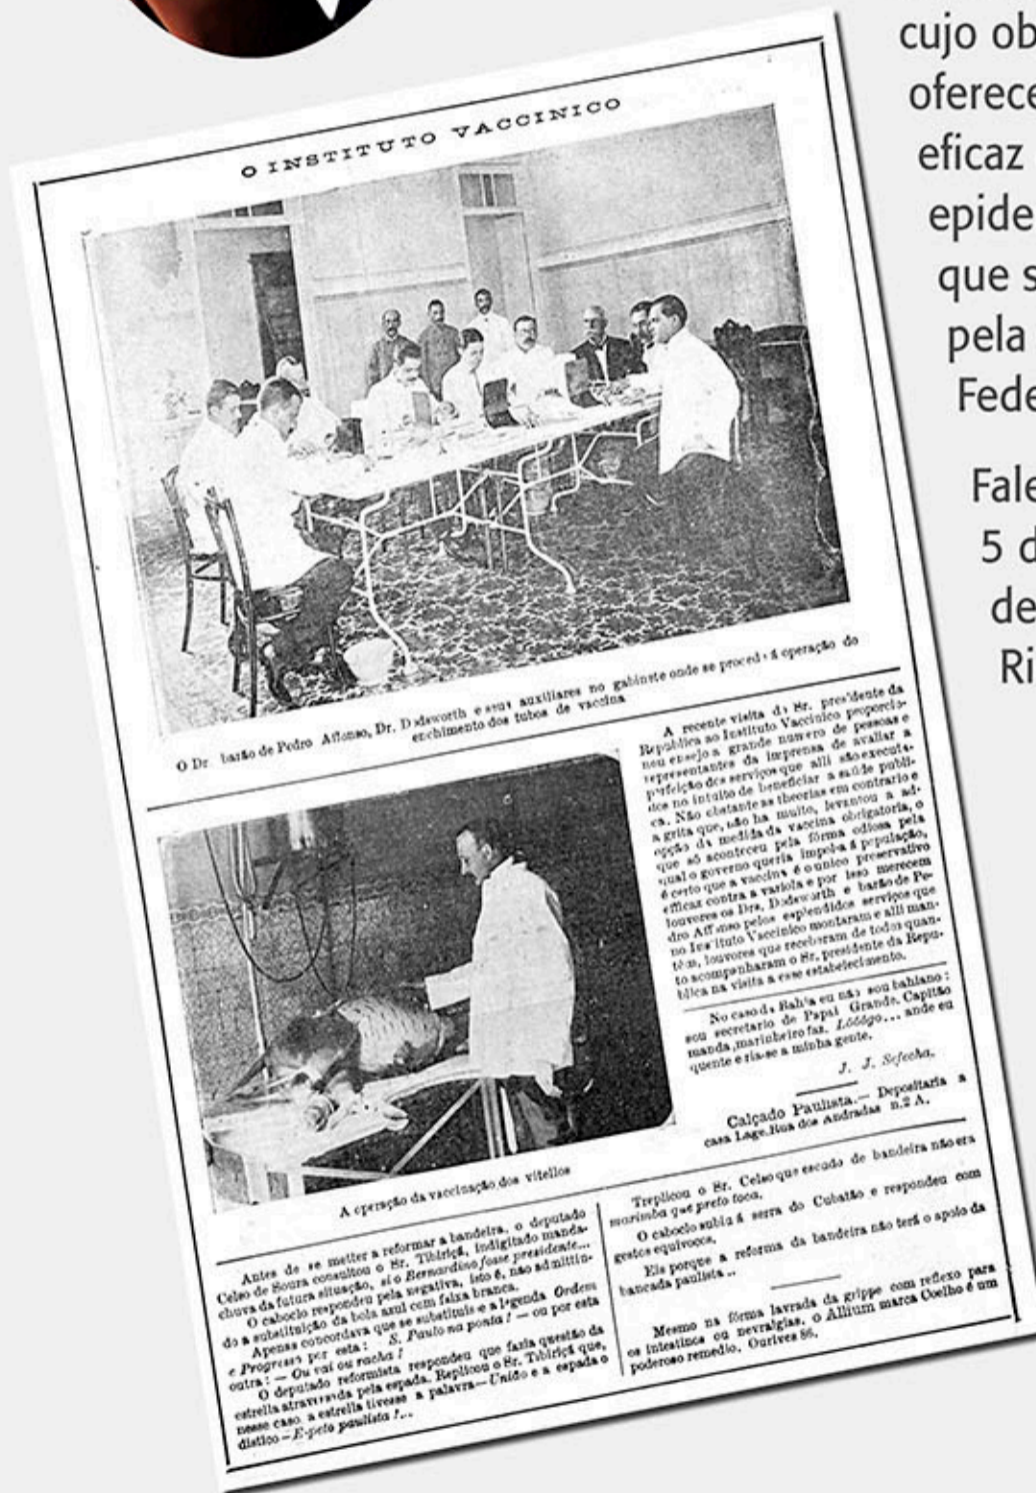 cujo ob
oferece
eficaz
epide
que s
pela
Fede
Fale
5 d
de
Ri
O INSTITUTO VACCINICO
O Dr. barão de Pedro Affonso, Dr. Dodsworth e seus auxiliares no gabinete onde se proced á operação do
enchimento dos tubos de vaccina
A recente visita do Sr. presidente da
Republica ao Instituto Vaccinico proporcio-
nou ensejo a grande numero de pessoas e
representantes da imprensa de avaliar a
perfeição dos serviços que alli são executa-
dos no intuito de beneficiar a saúde publi-
ca. Não obstante as theorias em contrario e
a grita que, não ha muito, levantou a ad-
opção da medida da vaccina obrigatoria, o
que só aconteceu pela fórma odiosa pela
qual o governo queria impol-a á população,
é certo que a vaccina é o unico preservativo
efficaz contra a variola e por isso merecem
louvores os Drs. Dodsworth e barão de Pe-
dro Affonso pelos esplendidos serviços que
no Instituto Vaccinico montaram e alli man-
têm, louvores que receberam de todos quan-
to acompanharam o Sr. presidente da Repu-
blica na visita a esse estabelecimento.
No caso da Bahia eu não sou bahiano:
sou secretario de Papai Grande. Capitão
manda, marinheiro faz. Lóóógo... ande eu
quente e ria-se a minha gente.
J. J. Sefecha.
Calçado Paulista.— Depositaria a
casa Lage. Rua dos Andradas n.2 A.
A operação da vaccinação dos vitellos
Antes de se metter a reformar a bandeira, o deputado
Celso de Souza consultou o Sr. Tibiriçá, indigitado manda-
chuva da futura situação, si o Bernardino fosse presidente...
O caboclo respondeu pela negativa, isto é, não admittin-
do a substituição da bola azul com faixa branca.
Apenas concordava que se substituisse a legenda Ordem
e Progresso por esta: S. Paulo na ponta! — ou por esta
outra: — Ou vai ou racha!
O deputado reformista respondeu que fazia questão da
estrella atravessada pela espada. Replicou o Sr. Tibiriçá que,
nesse caso, a estrella tivesse a palavra — União e a espada o
distico — E-peto paulista!...
Treplicou o Sr. Celso que escudo de bandeira não era
marimba que preto toca.
O caboclo subia á serra do Cubatão e respondeu com
gestos equivocos.
Eis porque a reforma da bandeira não terá o apoio da
bancada paulista...
Mesmo na fórma lavrada da grippe com reflexo para
os intestinos ou nevralgias, o Allium marca Coelho é um
poderoso remedio. Ourives 86.